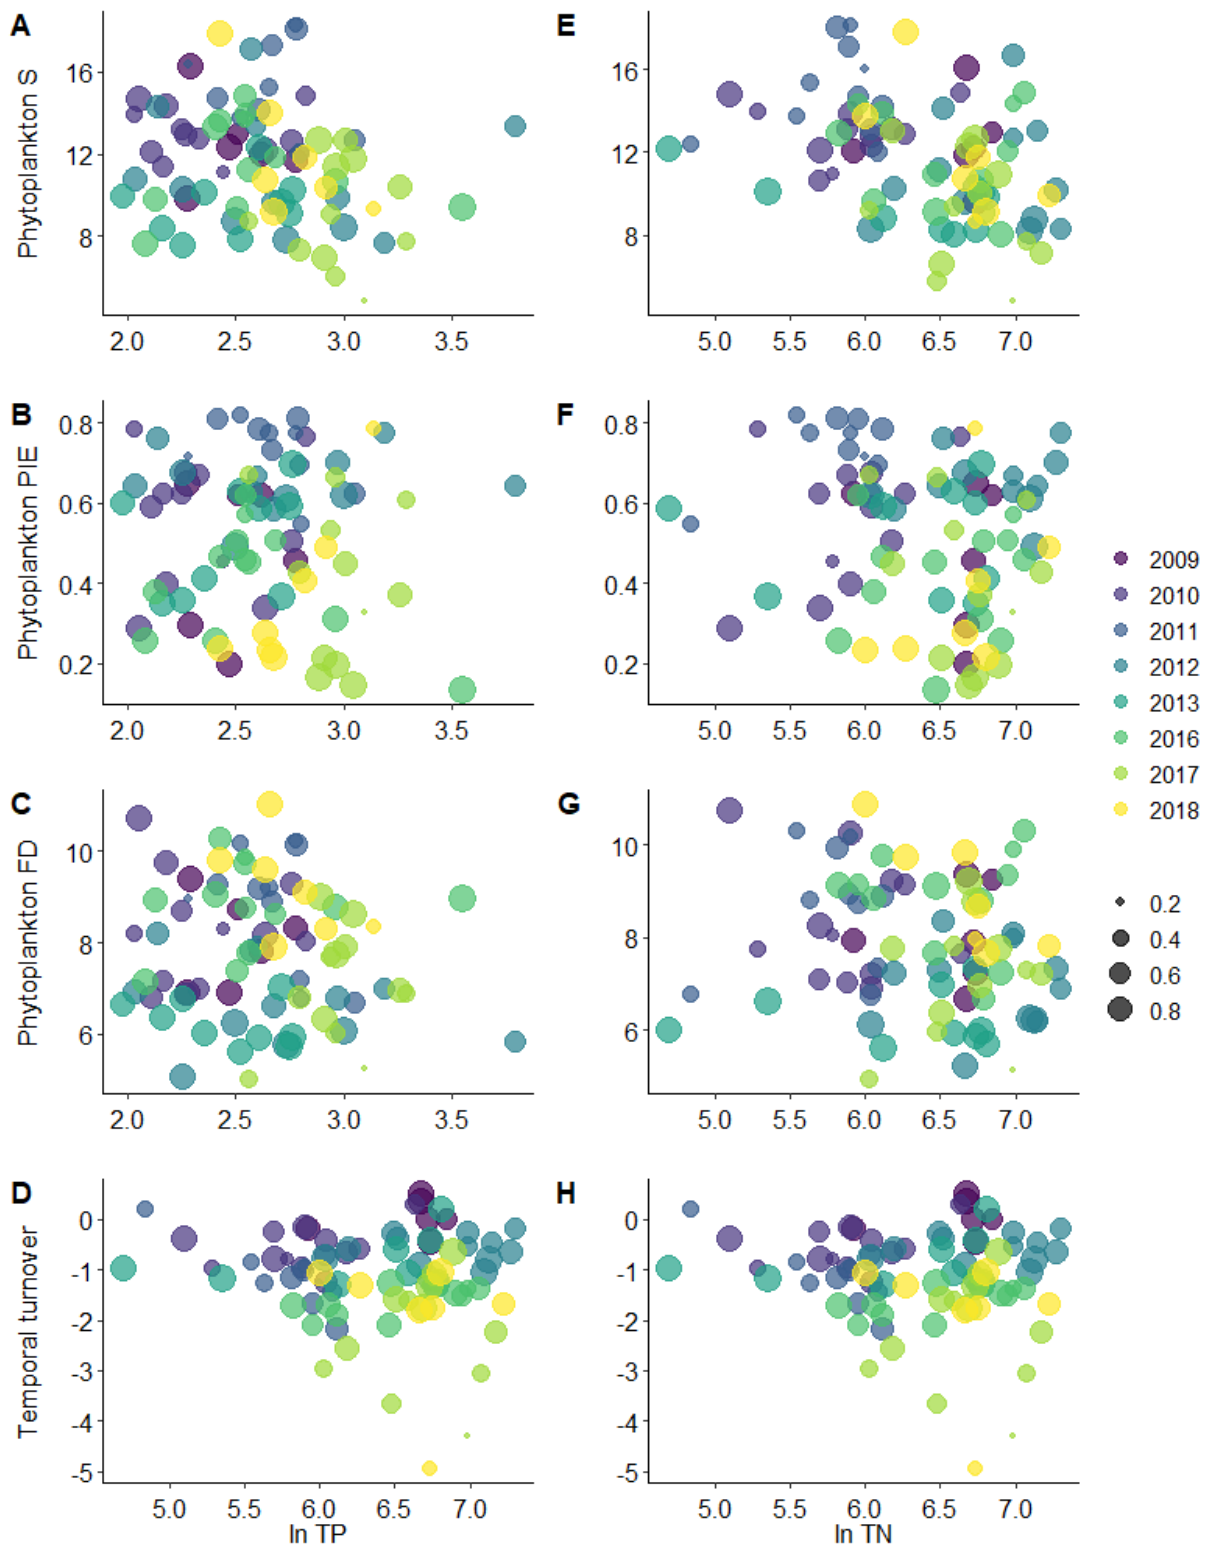 A
E
Phytoplankton S
16
12
8
2.0 2.5 3.0 3.5
16
12
8
5.0 5.5 6.0 6.5 7.0
B
F
Phytoplankton PIE
0.8
0.6
0.4
0.2
2.0 2.5 3.0 3.5
0.8
0.6
0.4
0.2
5.0 5.5 6.0 6.5 7.0
2009
2010
2011
2012
2013
2016
2017
2018
C
G
Phytoplankton FD
10
8
6
2.0 2.5 3.0 3.5
10
8
6
5.0 5.5 6.0 6.5 7.0
0.2
0.4
0.6
0.8
D
H
Temporal turnover
0
-1
-2
-3
-4
-5
5.0 5.5 6.0 6.5 7.0
ln TP
0
-1
-2
-3
-4
-5
5.0 5.5 6.0 6.5 7.0
ln TN